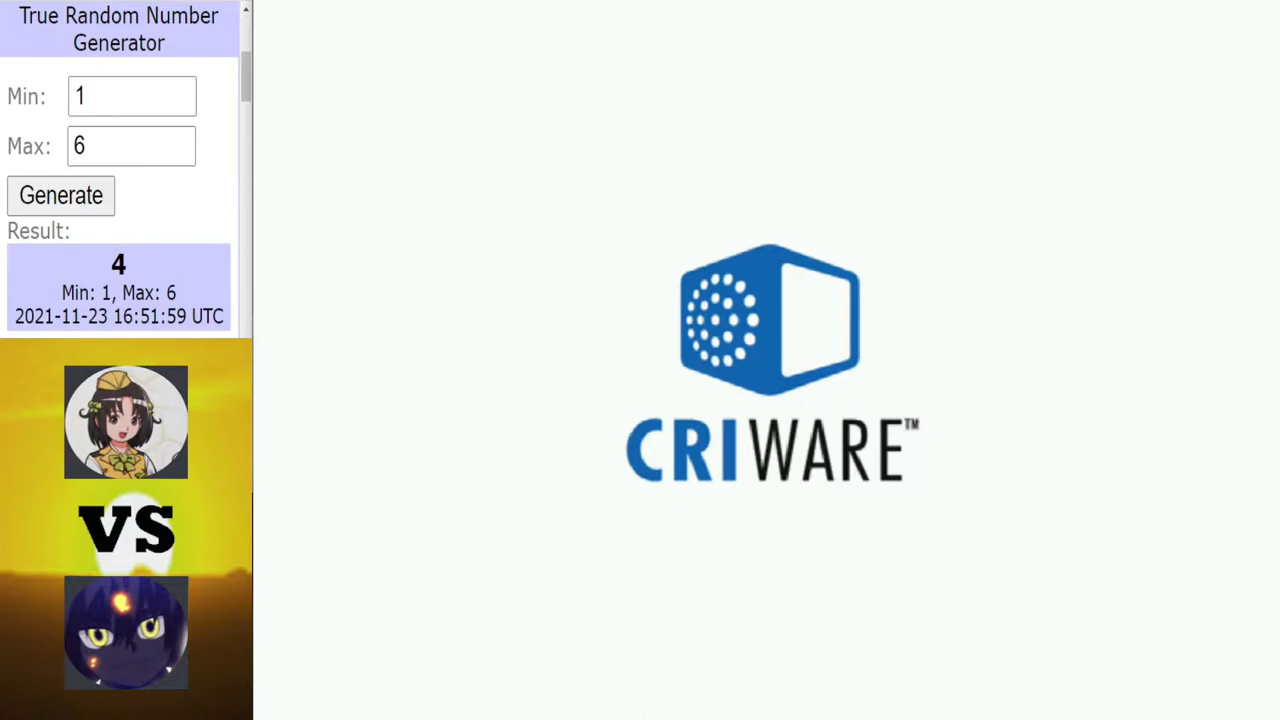 True Random Number
Generator
Min: 1
Max: 6
Generate
Result:
4
Min: 1, Max: 6
2021-11-23 16:51:59 UTC
vs
CRIWARE™